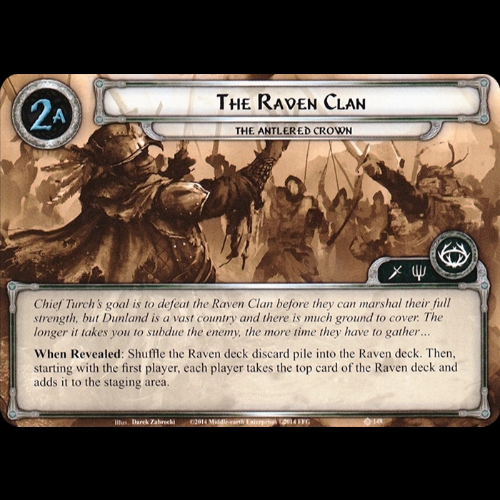 2A
THE RAVEN CLAN
THE ANTLERED CROWN
Chief Turch's goal is to defeat the Raven Clan before they can marshal their full
strength, but Dunland is a vast country and there is much ground to cover. The
longer it takes you to subdue the enemy, the more time they have to gather…
When Revealed: Shuffle the Raven deck discard pile into the Raven deck. Then,
starting with the first player, each player takes the top card of the Raven deck and
adds it to the staging area.
Illus. Darek Zabrocki ©2014 Middle-earth Enterprises ©2014 FFG 148